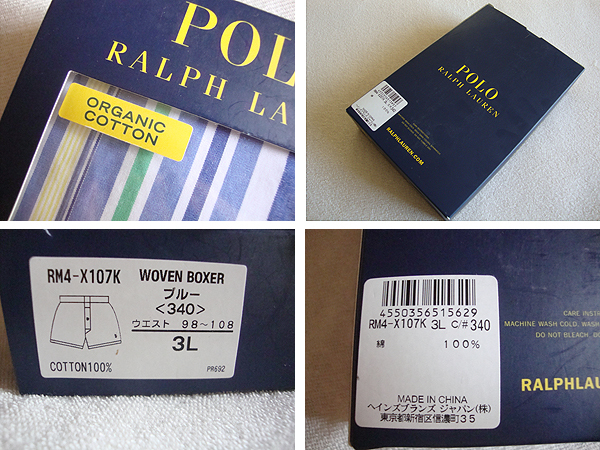 POLO
RALPH LA
ORGANIC
COTTON
POLO
RALPH LAUREN
RALPHLAUREN.COM
RM4-X107K WOVEN BOXER
ブルー
<340>
ウエスト 98~108
3L
COTTON100%
PR692
4550356515629
RM4-X107K 3L C/#340
綿 100%
MADE IN CHINA
ヘインズブランズ ジャパン(株)
東京都新宿区信濃町35
CARE INSTR
MACHINE WASH COLD. WASH
DO NOT BLEACH. DO
RALPHLAUREN